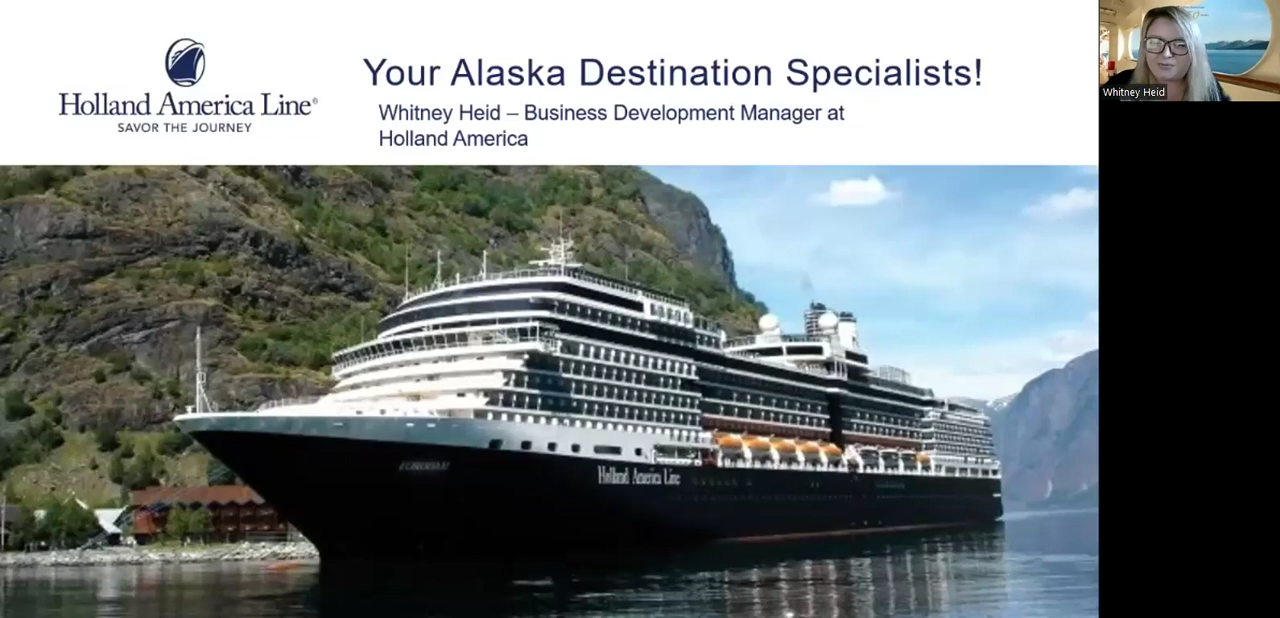 Your Alaska Destination Specialists!
Whitney Heid – Business Development Manager at
Holland America
Holland America Line®
SAVOR THE JOURNEY
Whitney Heid
Holland America Line